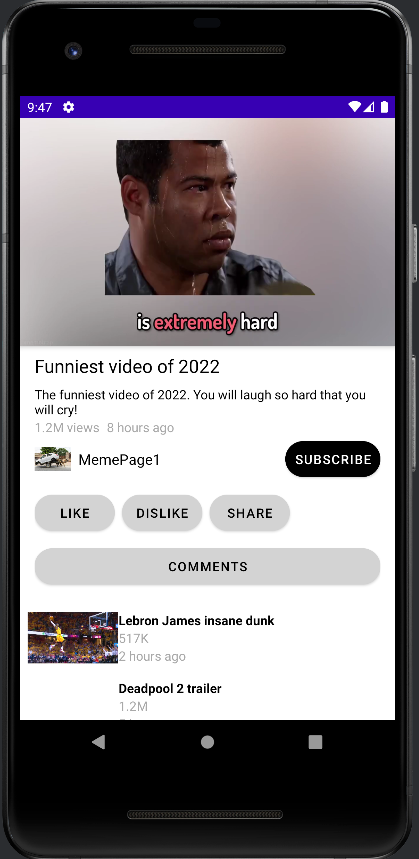 9:47
is extremely hard
Funniest video of 2022
The funniest video of 2022. You will laugh so hard that you
will cry!
1.2M views 8 hours ago
MemePage1
SUBSCRIBE
LIKE
DISLIKE
SHARE
COMMENTS
Lebron James insane dunk
517K
2 hours ago
Deadpool 2 trailer
1.2M